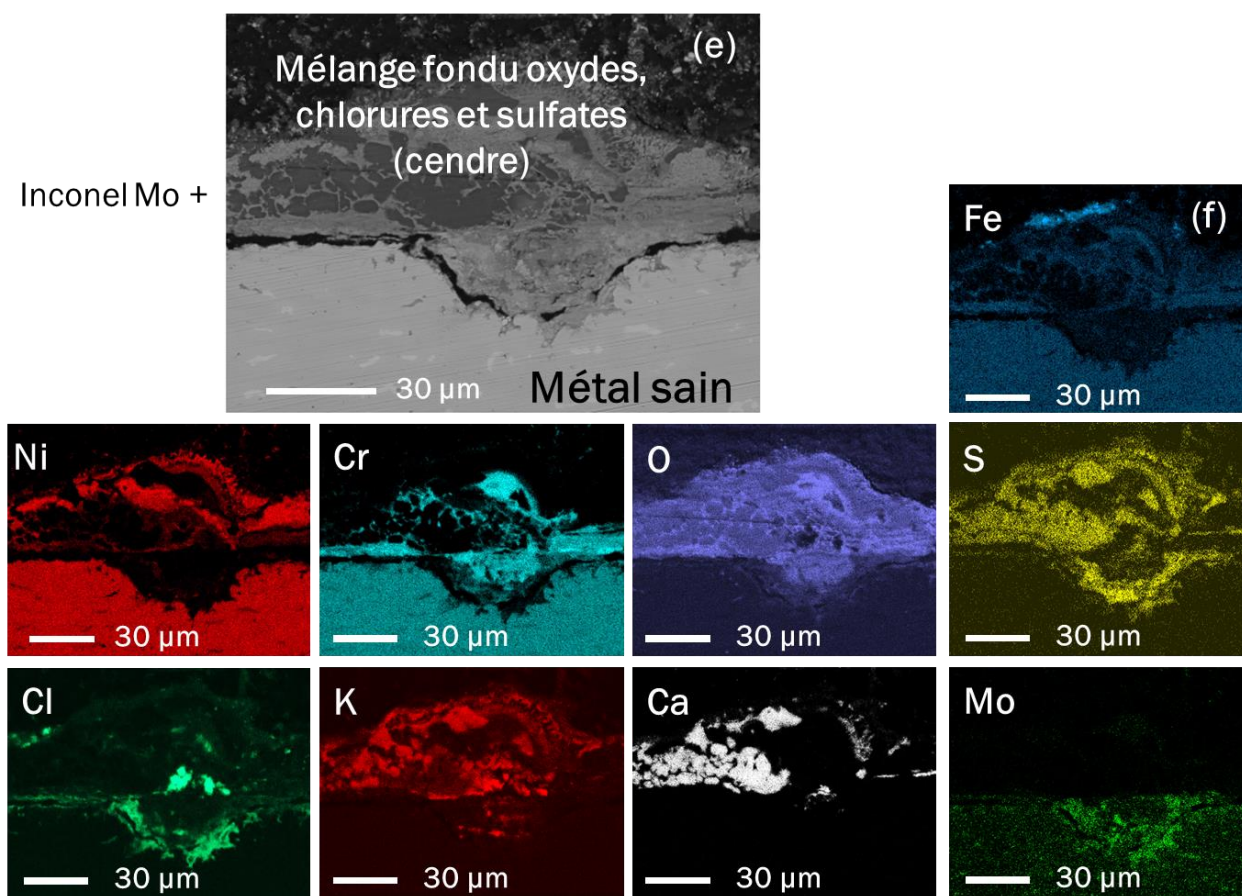 (e)
Mélange fondu oxydes,
chlorures et sulfates
(cendre)
Inconel Mo +
30 µm
Métal sain
Fe
(f)
30 µm
Ni
30 µm
Cr
30 µm
O
30 µm
S
30 µm
Cl
30 µm
K
30 µm
Ca
30 µm
Mo
30 µm